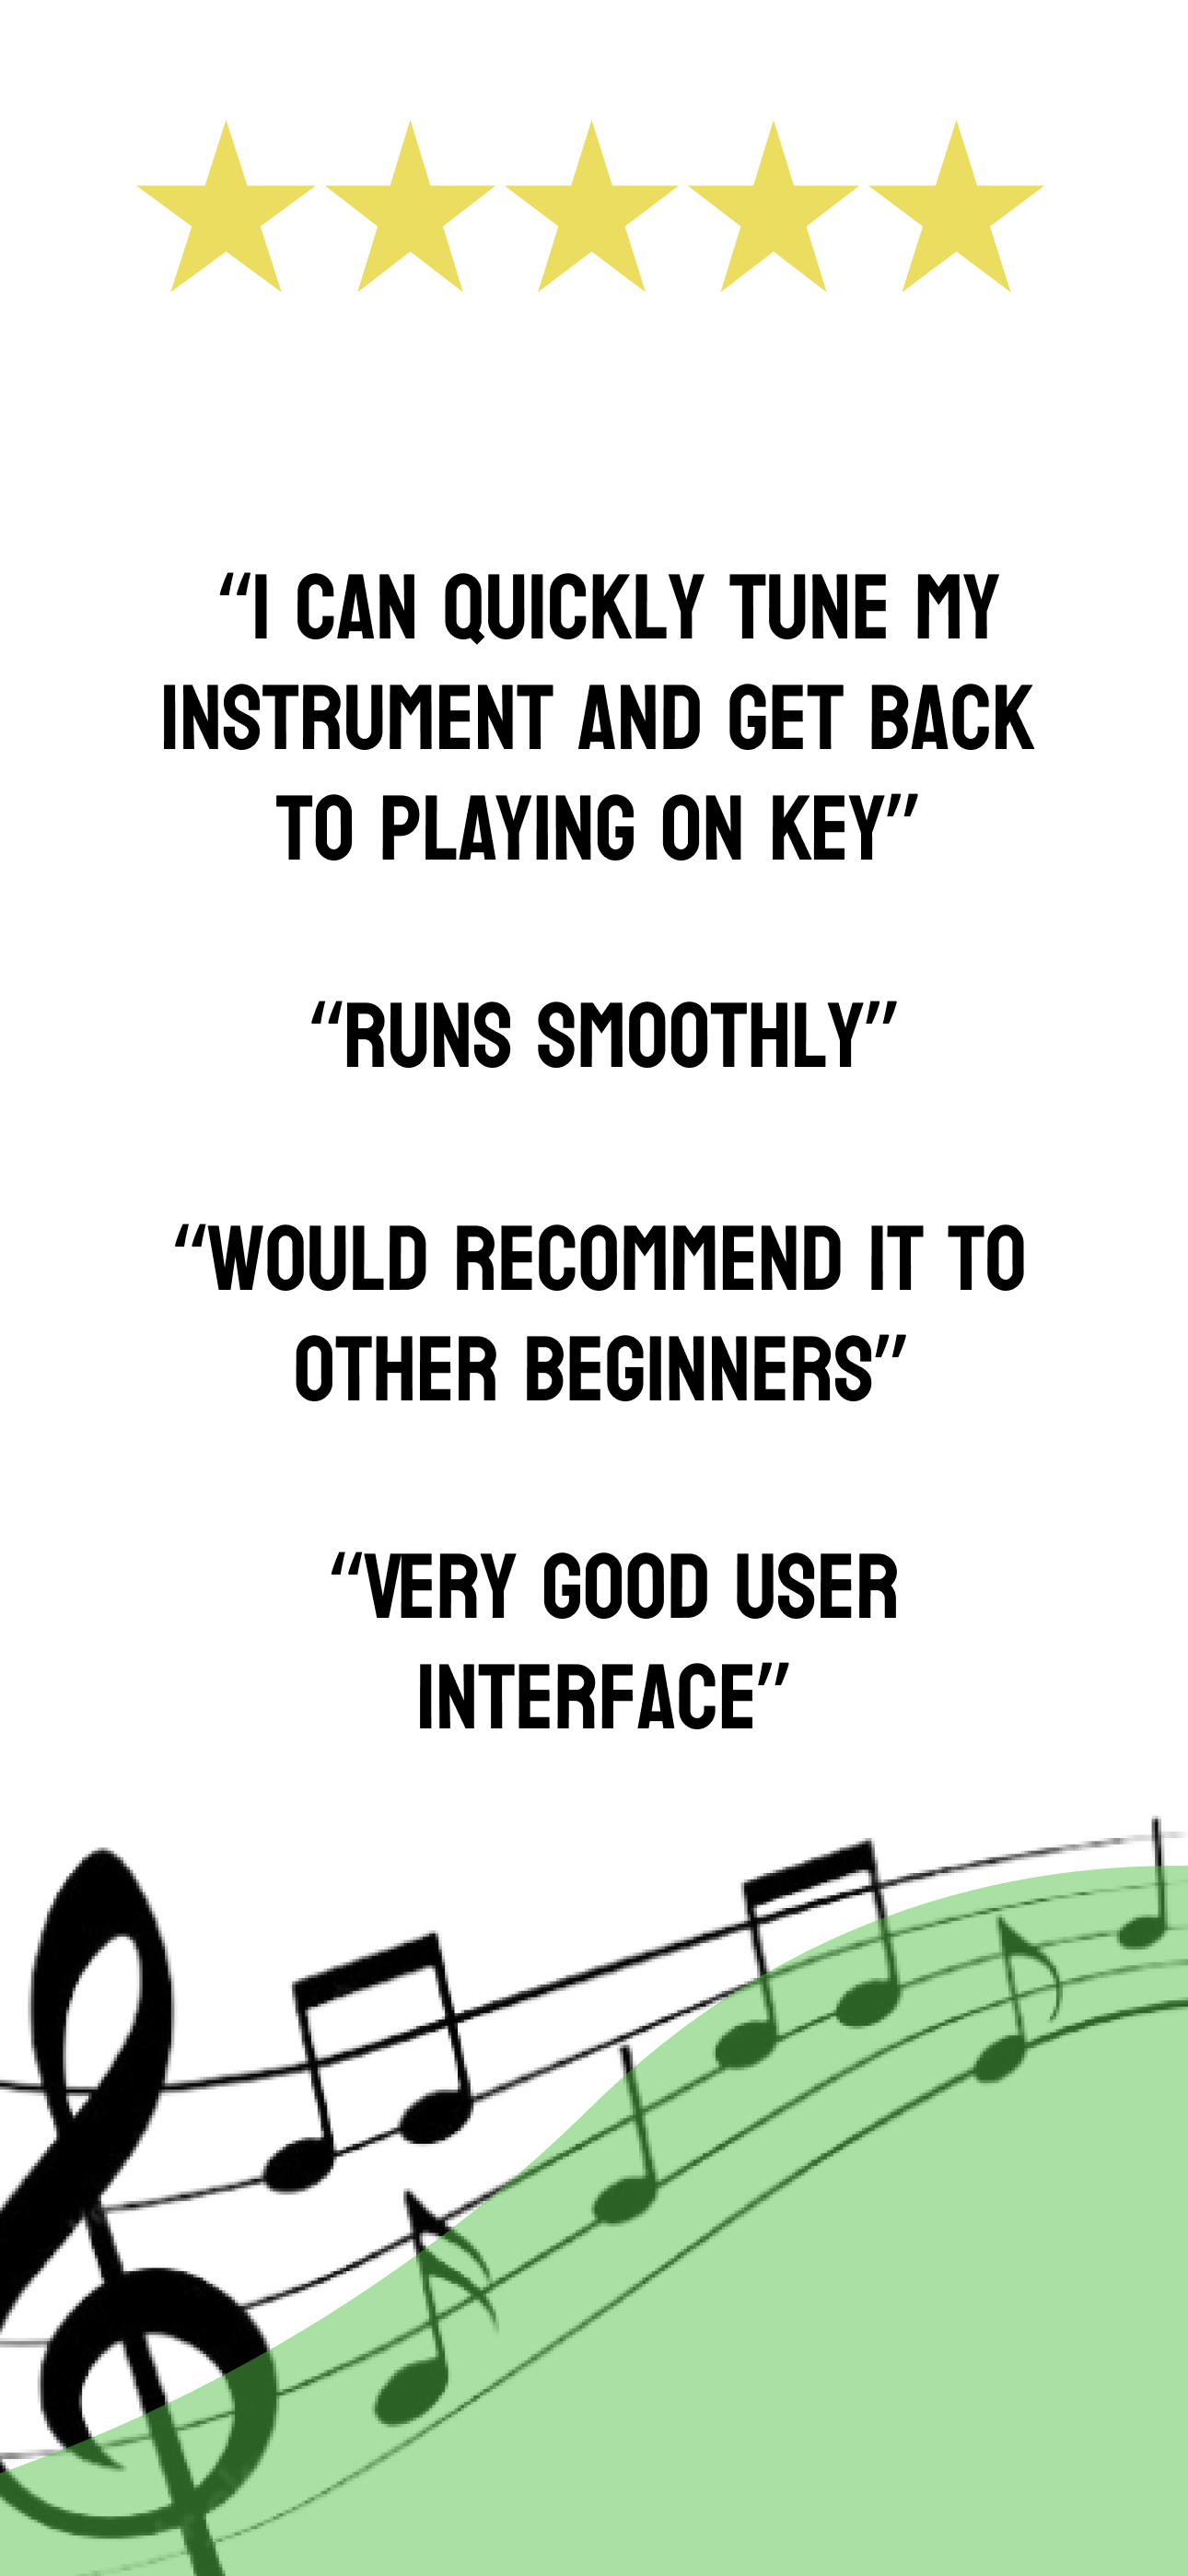 “I CAN QUICKLY TUNE MY
INSTRUMENT AND GET BACK
TO PLAYING ON KEY”
“RUNS SMOOTHLY”
“WOULD RECOMMEND IT TO
OTHER BEGINNERS”
“VERY GOOD USER
INTERFACE”